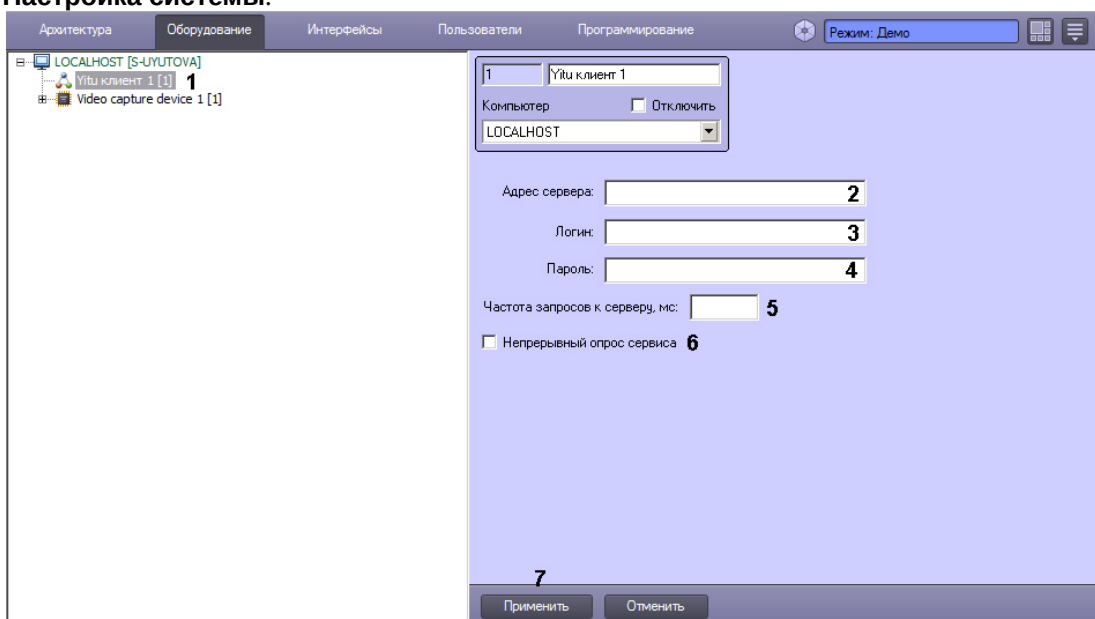 Настройка системы.
Архитектура Оборудование Интерфейсы Пользователи Программирование Режим: Демо
LOCALHOST [S-UYUTOVA]
Yitu клиент 1 [1] 1
Video capture device 1 [1]
1 Yitu клиент 1
Компьютер Отключить
LOCALHOST
Адрес сервера: 2
Логин: 3
Пароль: 4
Частота запросов к серверу, мс: 5
Непрерывный опрос сервиса 6
7
Применить Отменить